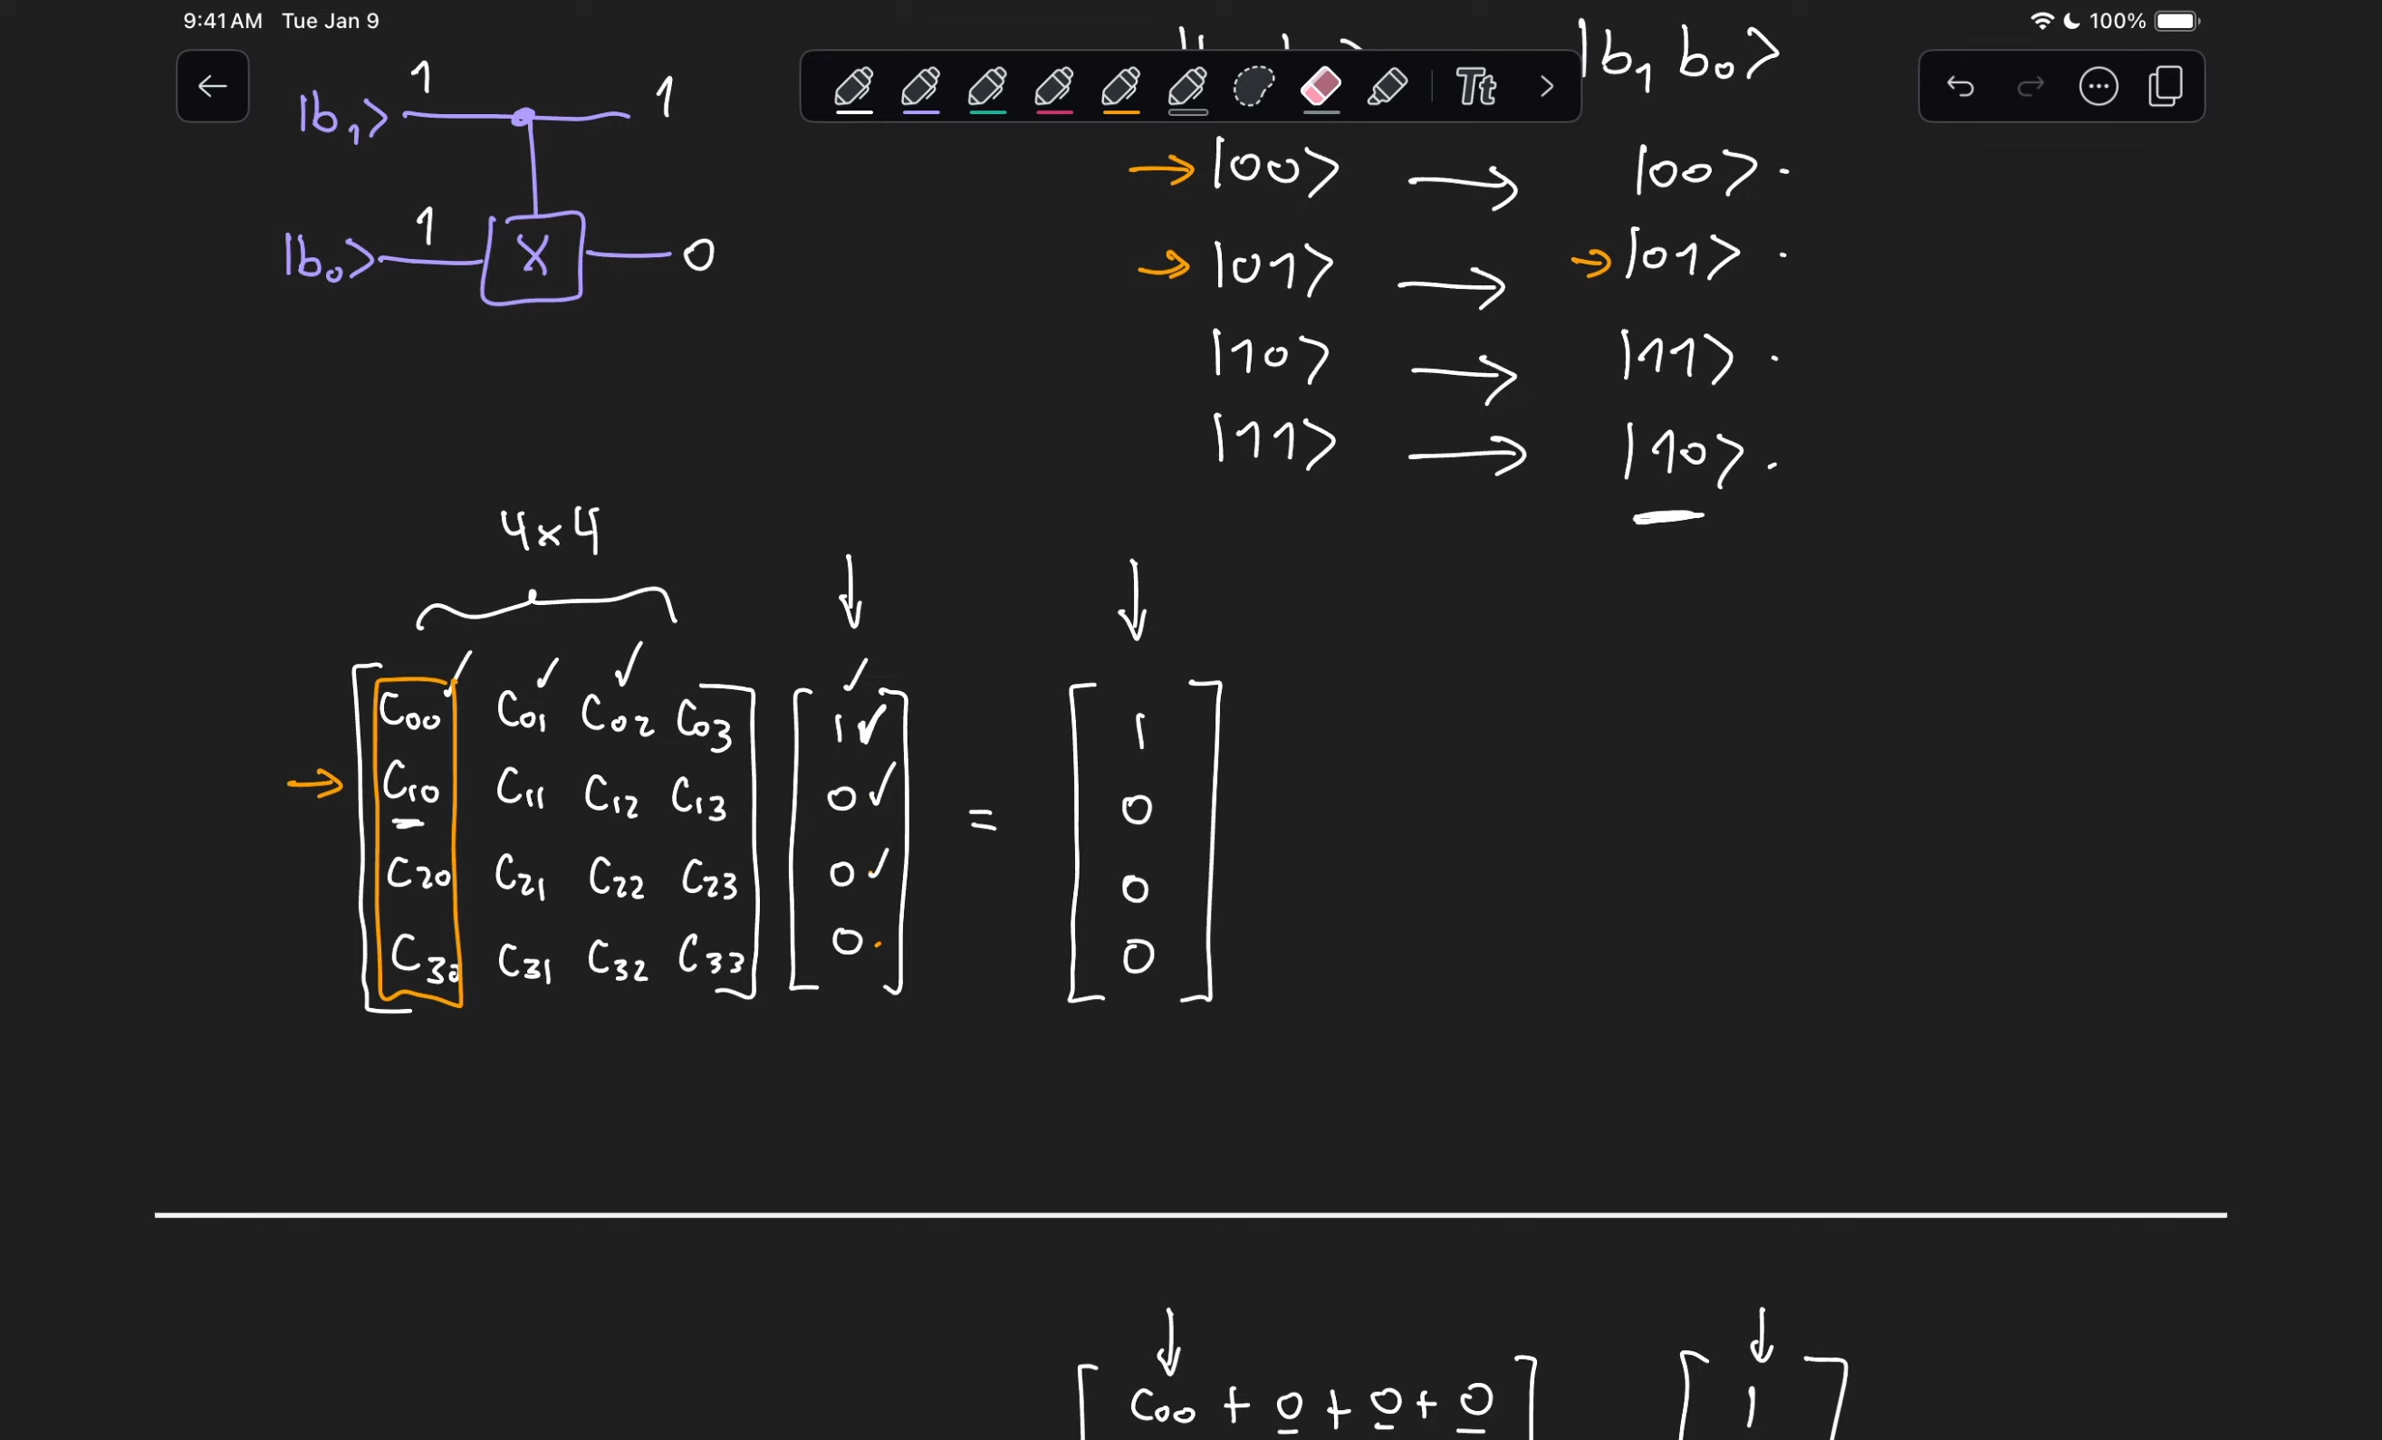 9:41 AM Tue Jan 9
100%
Tt
|b₁ b₀⟩
1
|b₁⟩
1
1
|b₀⟩
X
0
|00⟩ → |00⟩ ·
→ |01⟩ → → |01⟩ ·
|10⟩ → |11⟩ ·
|11⟩ → |10⟩ ·
4×4
C₀₀ C₀₁ C₀₂ C₀₃
C₁₀ C₁₁ C₁₂ C₁₃
C₂₀ C₂₁ C₂₂ C₂₃
C₃₀ C₃₁ C₃₂ C₃₃
1 ✓
0 ✓
0 ✓
0
=
1
0
0
0
C₀₀ + 0 + 0 + 0
1